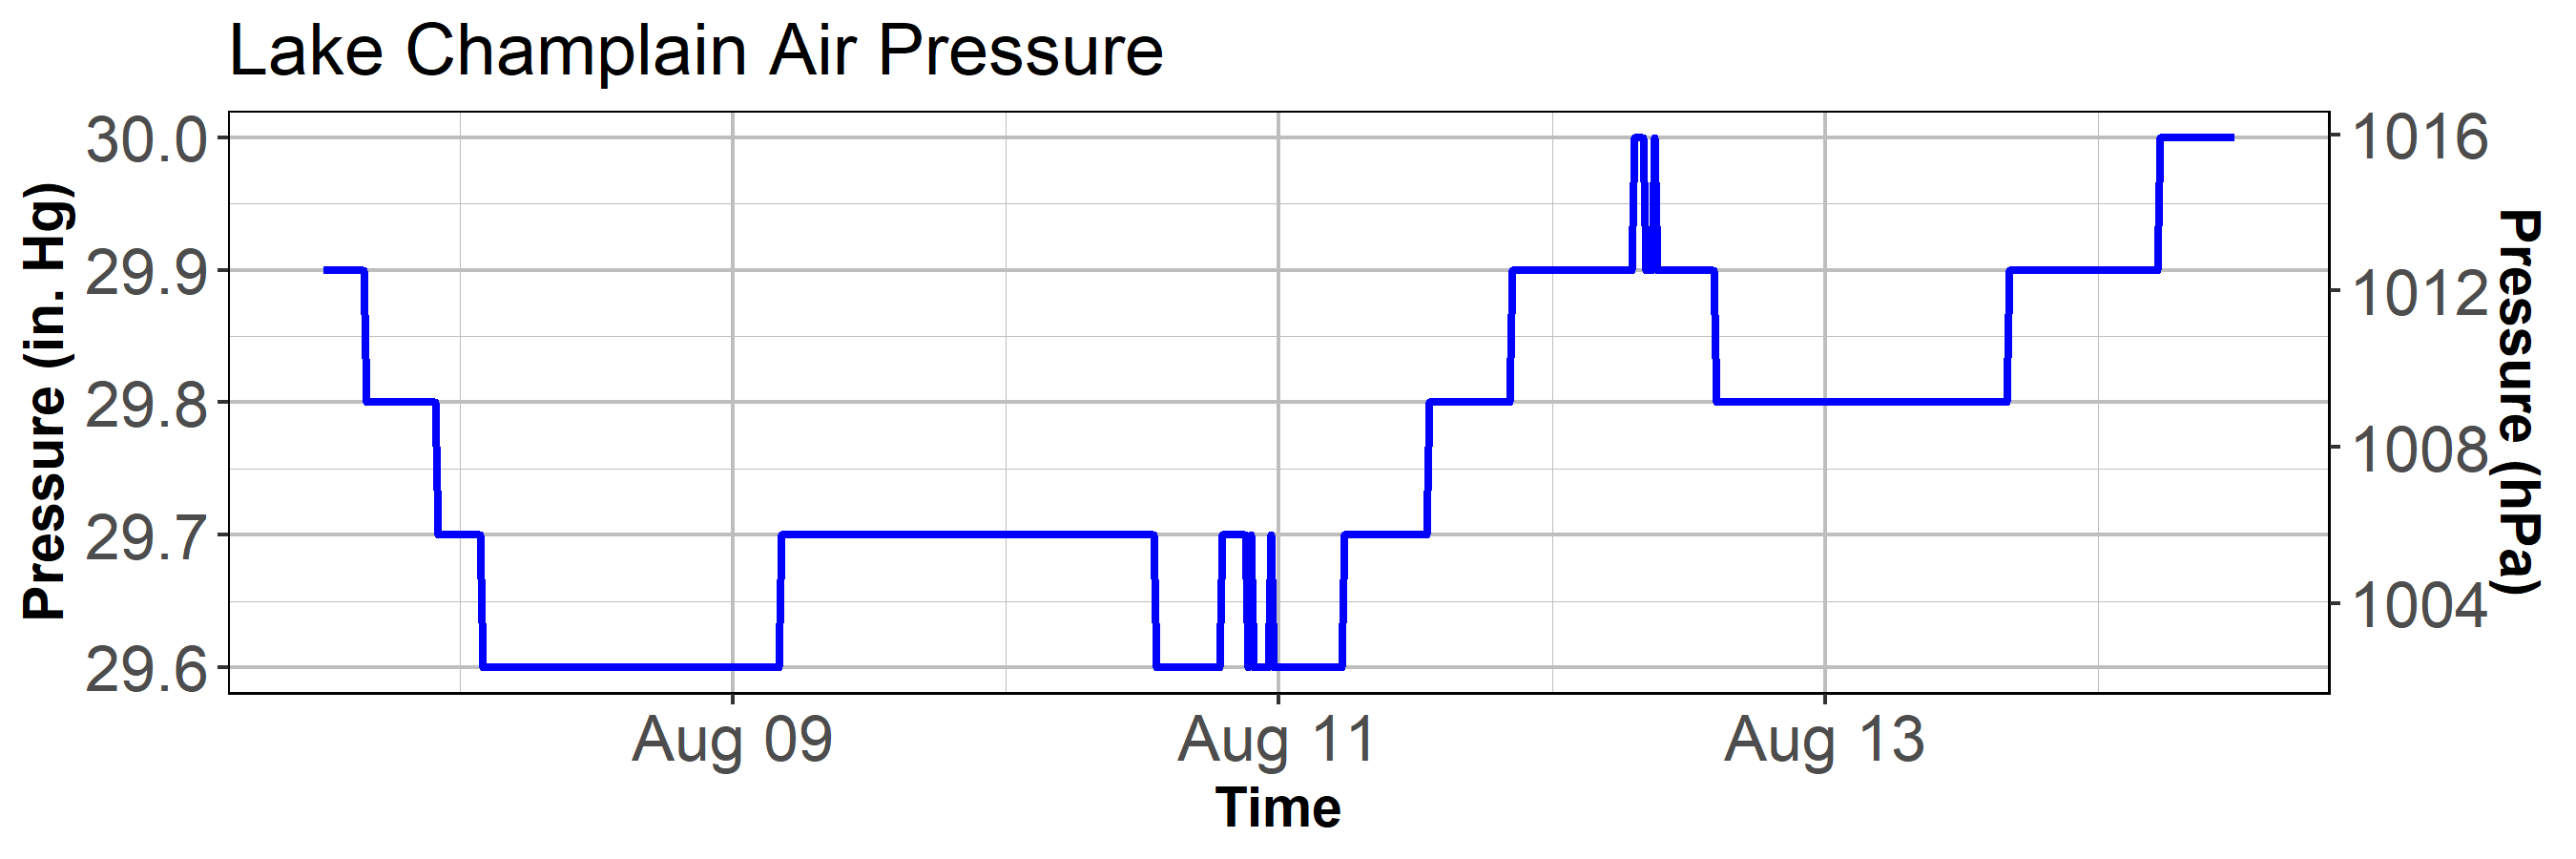 Lake Champlain Air Pressure
30.0
29.9
29.8
29.7
29.6
Pressure (in. Hg)
1016
1012
1008
1004
Pressure (hPa)
Aug 09
Aug 11
Aug 13
Time